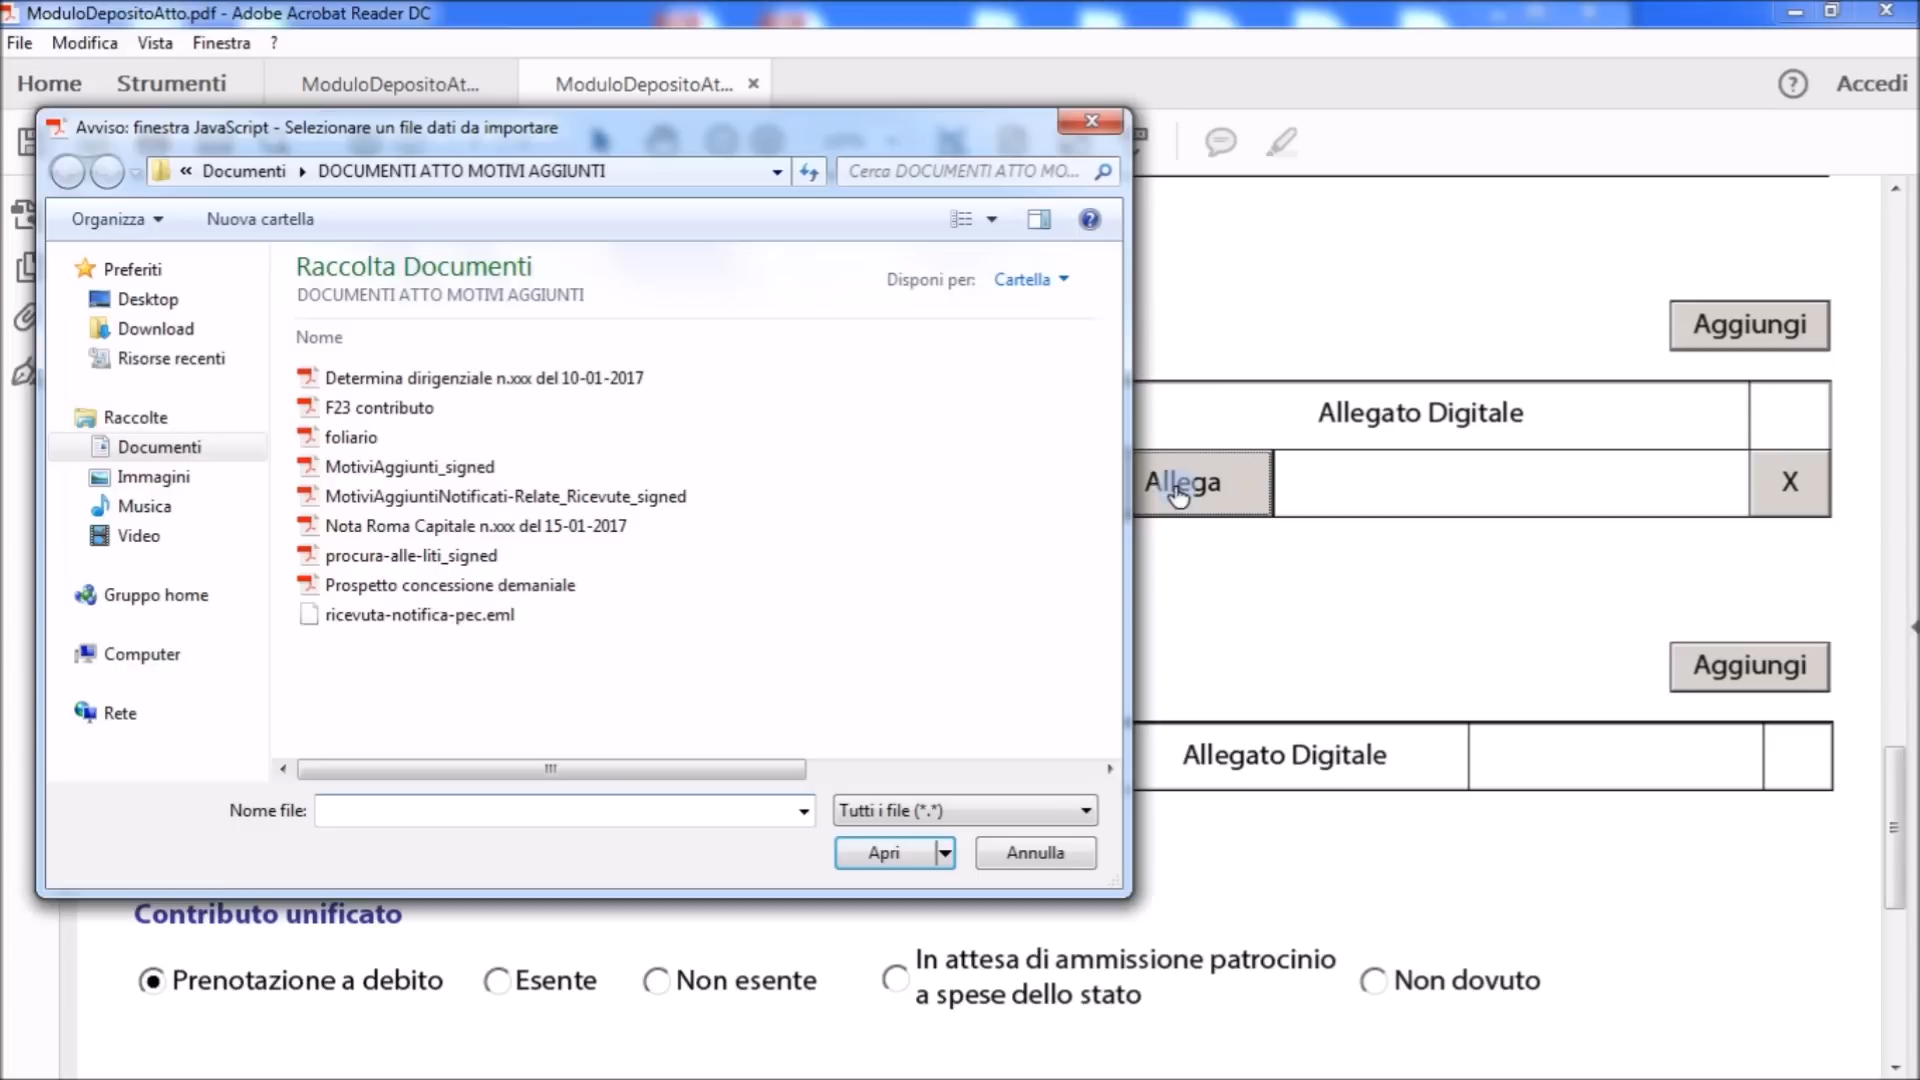 ModuloDepositoAtto.pdf - Adobe Acrobat Reader DC
File Modifica Vista Finestra ?
Home Strumenti ModuloDepositoAt... ModuloDepositoAt... × ? Accedi
Avviso: finestra JavaScript - Selezionare un file dati da importare
« Documenti ▸ DOCUMENTI ATTO MOTIVI AGGIUNTI Cerca DOCUMENTI ATTO MO...
Organizza Nuova cartella ?
Preferiti
Desktop
Download
Risorse recenti
Raccolte
Documenti
Immagini
Musica
Video
Gruppo home
Computer
Rete
Raccolta Documenti
DOCUMENTI ATTO MOTIVI AGGIUNTI
Disponi per: Cartella
Nome
Determina dirigenziale n.xxx del 10-01-2017
F23 contributo
foliario
MotiviAggiunti_signed
MotiviAggiuntiNotificati-Relate_Ricevute_signed
Nota Roma Capitale n.xxx del 15-01-2017
procura-alle-liti_signed
Prospetto concessione demaniale
ricevuta-notifica-pec.eml
Nome file: Tutti i file (*.*)
Apri Annulla
Aggiungi
Allegato Digitale
Allega X
Aggiungi
Allegato Digitale
Contributo unificato
Prenotazione a debito Esente Non esente In attesa di ammissione patrocinio
a spese dello stato Non dovuto